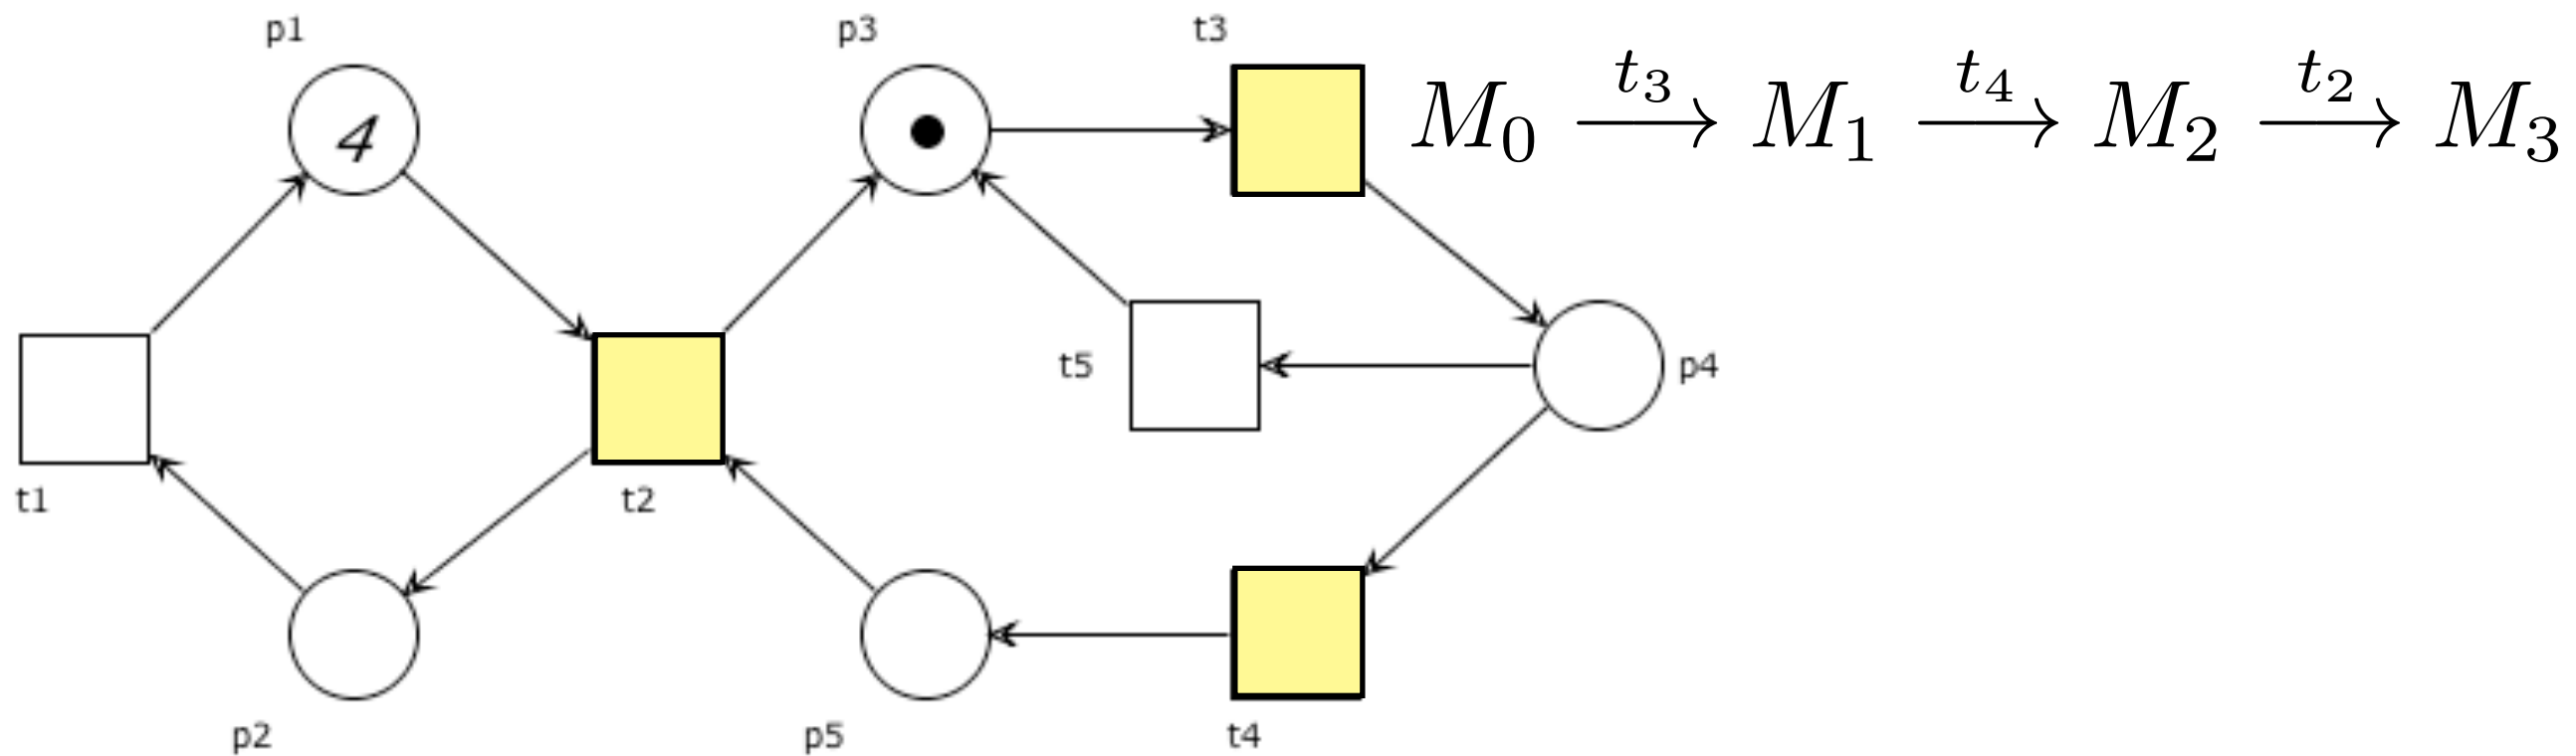 p1
p3
t3
4
M₀ —t₃→ M₁ —t₄→ M₂ —t₂→ M₃
t5
p4
t1
t2
p2
p5
t4